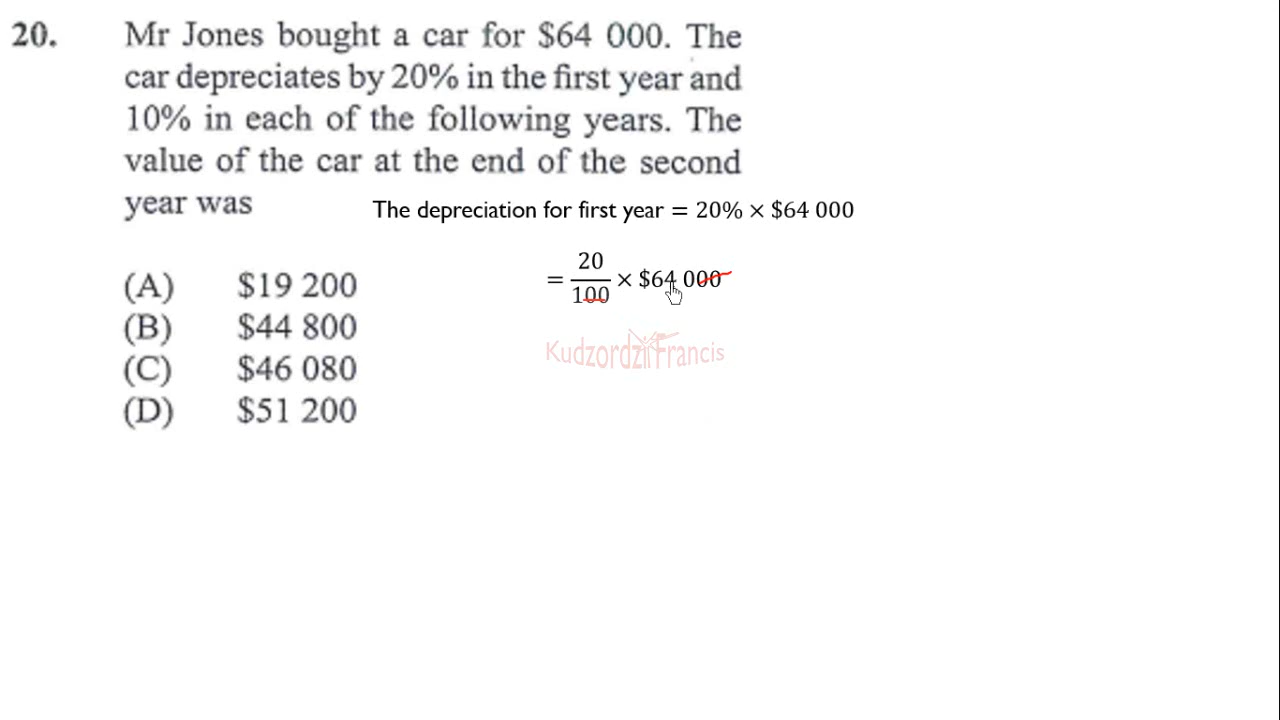 20. Mr Jones bought a car for $64 000. The
car depreciates by 20% in the first year and
10% in each of the following years. The
value of the car at the end of the second
year was
The depreciation for first year = 20% × $64 000
= 20/100 × $64 000
Kudzordzi Francis
(A) $19 200
(B) $44 800
(C) $46 080
(D) $51 200